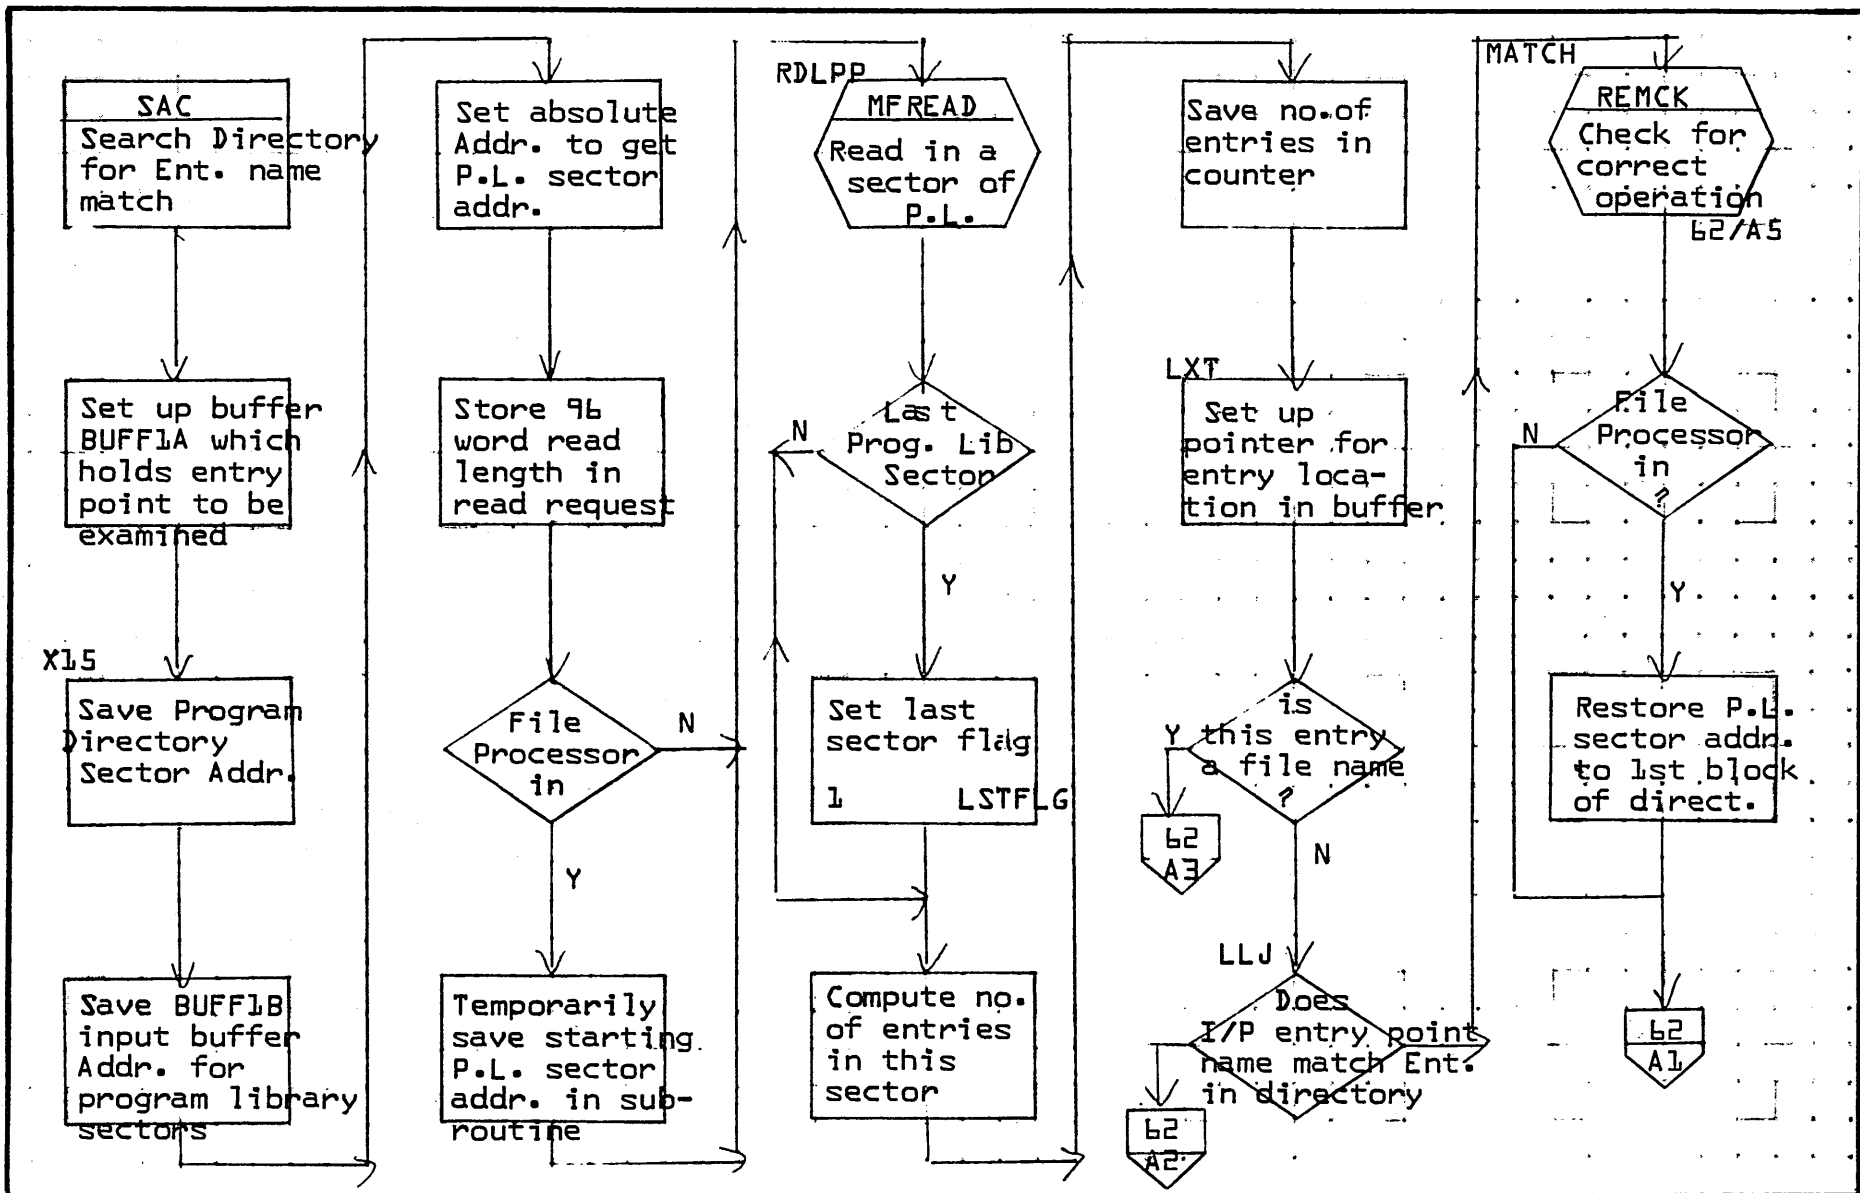 SAC
Search Directory
for Ent. name
match
Set up buffer
BUFF1A which
holds entry
point to be
examined
X15
Save Program
Directory
Sector Addr.
Save BUFF1B
input buffer
Addr. for
program library
sectors
Set absolute
Addr. to get
P.L. sector
addr.
Store 96
word read
length in
read request
File
Processor
in
N
Y
Temporarily
save starting
P.L. sector
addr. in sub-
routine
RDLPP
MFREAD
Read in a
sector of
P.L.
Last
Prog. Lib
Sector
N
Y
Set last
sector flag
1 LSTFLG
Compute no.
of entries
in this
sector
Save no.of
entries in
counter
LXT
Set up
pointer for
entry loca-
tion in buffer
is
this entry
a file name
?
Y
62
A3
N
LLJ
Does
I/P entry point
name match Ent.
in directory
62
A2
MATCH
REMCK
Check for
correct
operation
62/A5
File
Processor
in
?
N
Y
Restore P.L.
sector addr.
to 1st block
of direct.
62
A1